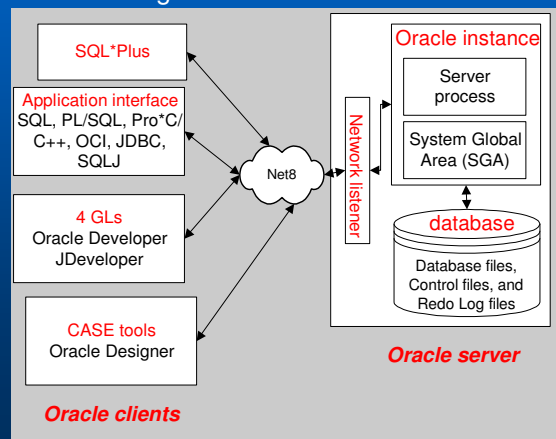 SQL*Plus
Application interface
SQL, PL/SQL, Pro*C/
C++, OCI, JDBC,
SQLJ
4 GLs
Oracle Developer
JDeveloper
CASE tools
Oracle Designer
Oracle clients
Net8
Network listener
Oracle instance
Server
process
System Global
Area (SGA)
database
Database files,
Control files, and
Redo Log files
Oracle server